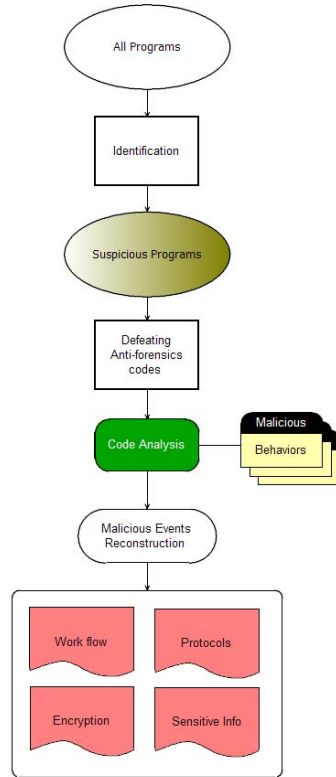 All Programs
Identification
Suspicious Programs
Defeating
Anti-forensics
codes
Code Analysis
Malicious
Behaviors
Malicious Events
Reconstruction
Work flow
Protocols
Encryption
Sensitive Info